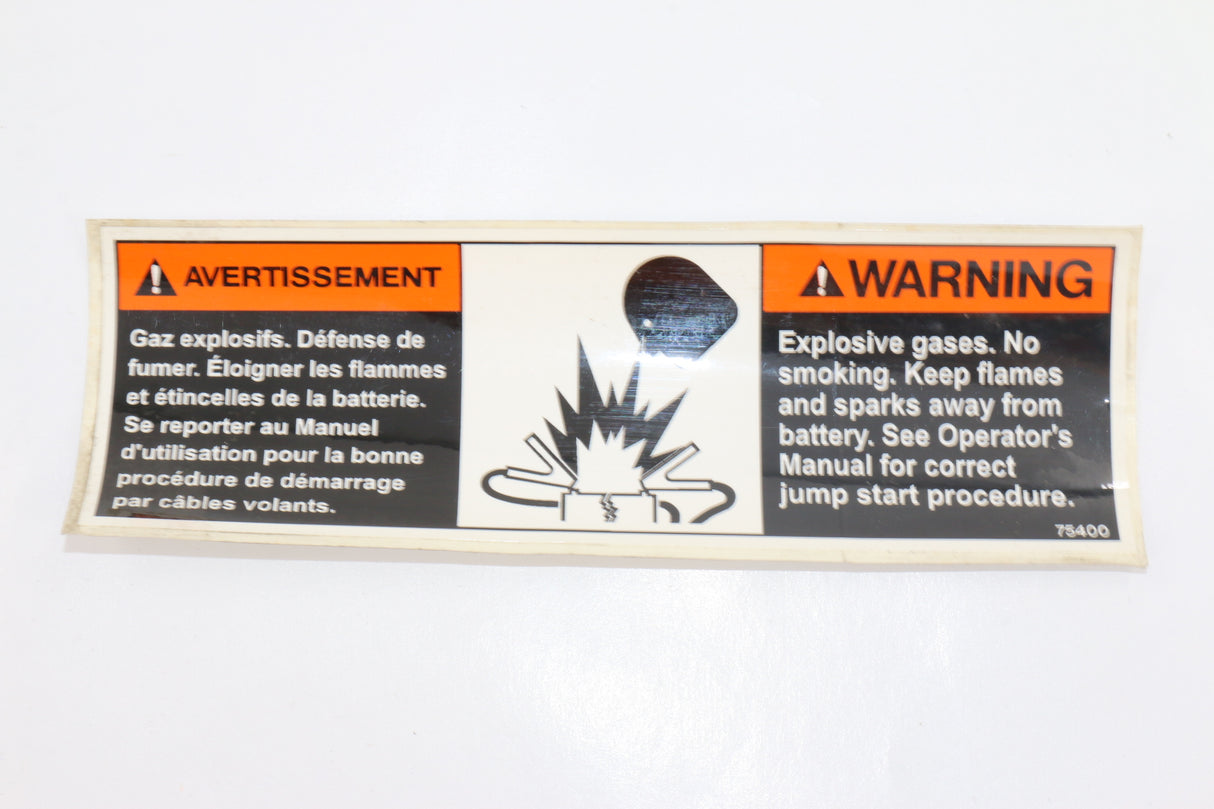 AVERTISSEMENT
Gaz explosifs. Défense de
fumer. Éloigner les flammes
et étincelles de la batterie.
Se reporter au Manuel
d'utilisation pour la bonne
procédure de démarrage
par câbles volants.
WARNING
Explosive gases. No
smoking. Keep flames
and sparks away from
battery. See Operator's
Manual for correct
jump start procedure.
75400